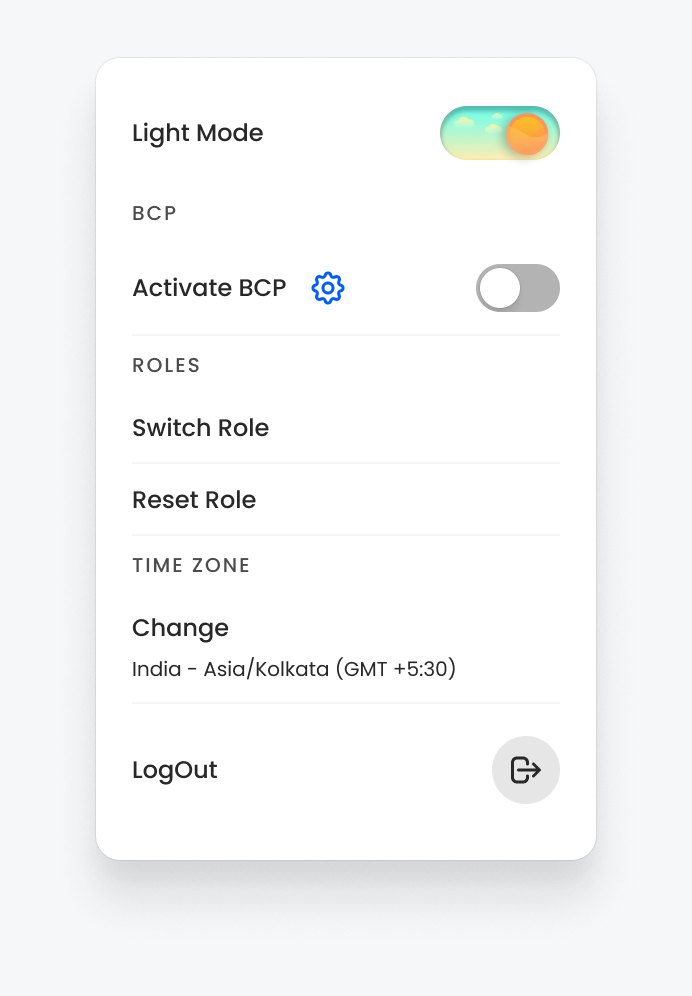 Light Mode
BCP
Activate BCP
ROLES
Switch Role
Reset Role
TIME ZONE
Change
India - Asia/Kolkata (GMT +5:30)
LogOut